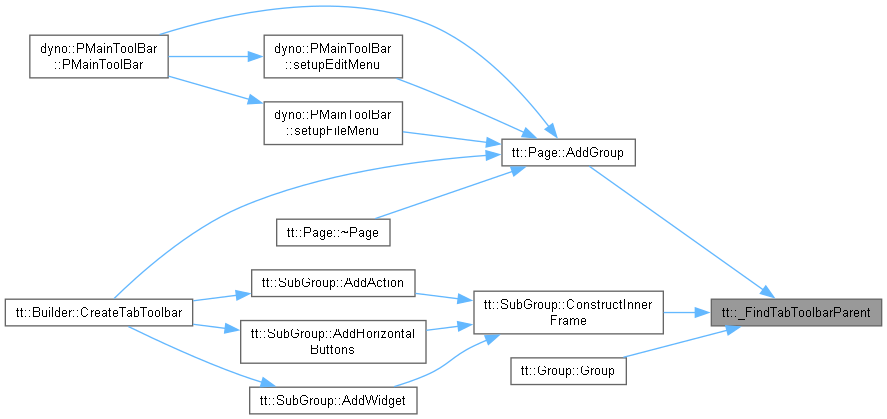 dyno::PMainToolBar
::PMainToolBar
dyno::PMainToolBar
::setupEditMenu
dyno::PMainToolBar
::setupFileMenu
tt::Page::AddGroup
tt::Page::~Page
tt::SubGroup::AddAction
tt::Builder::CreateTabToolbar
tt::SubGroup::ConstructInner
Frame
tt::_FindTabToolbarParent
tt::SubGroup::AddHorizontal
Buttons
tt::Group::Group
tt::SubGroup::AddWidget